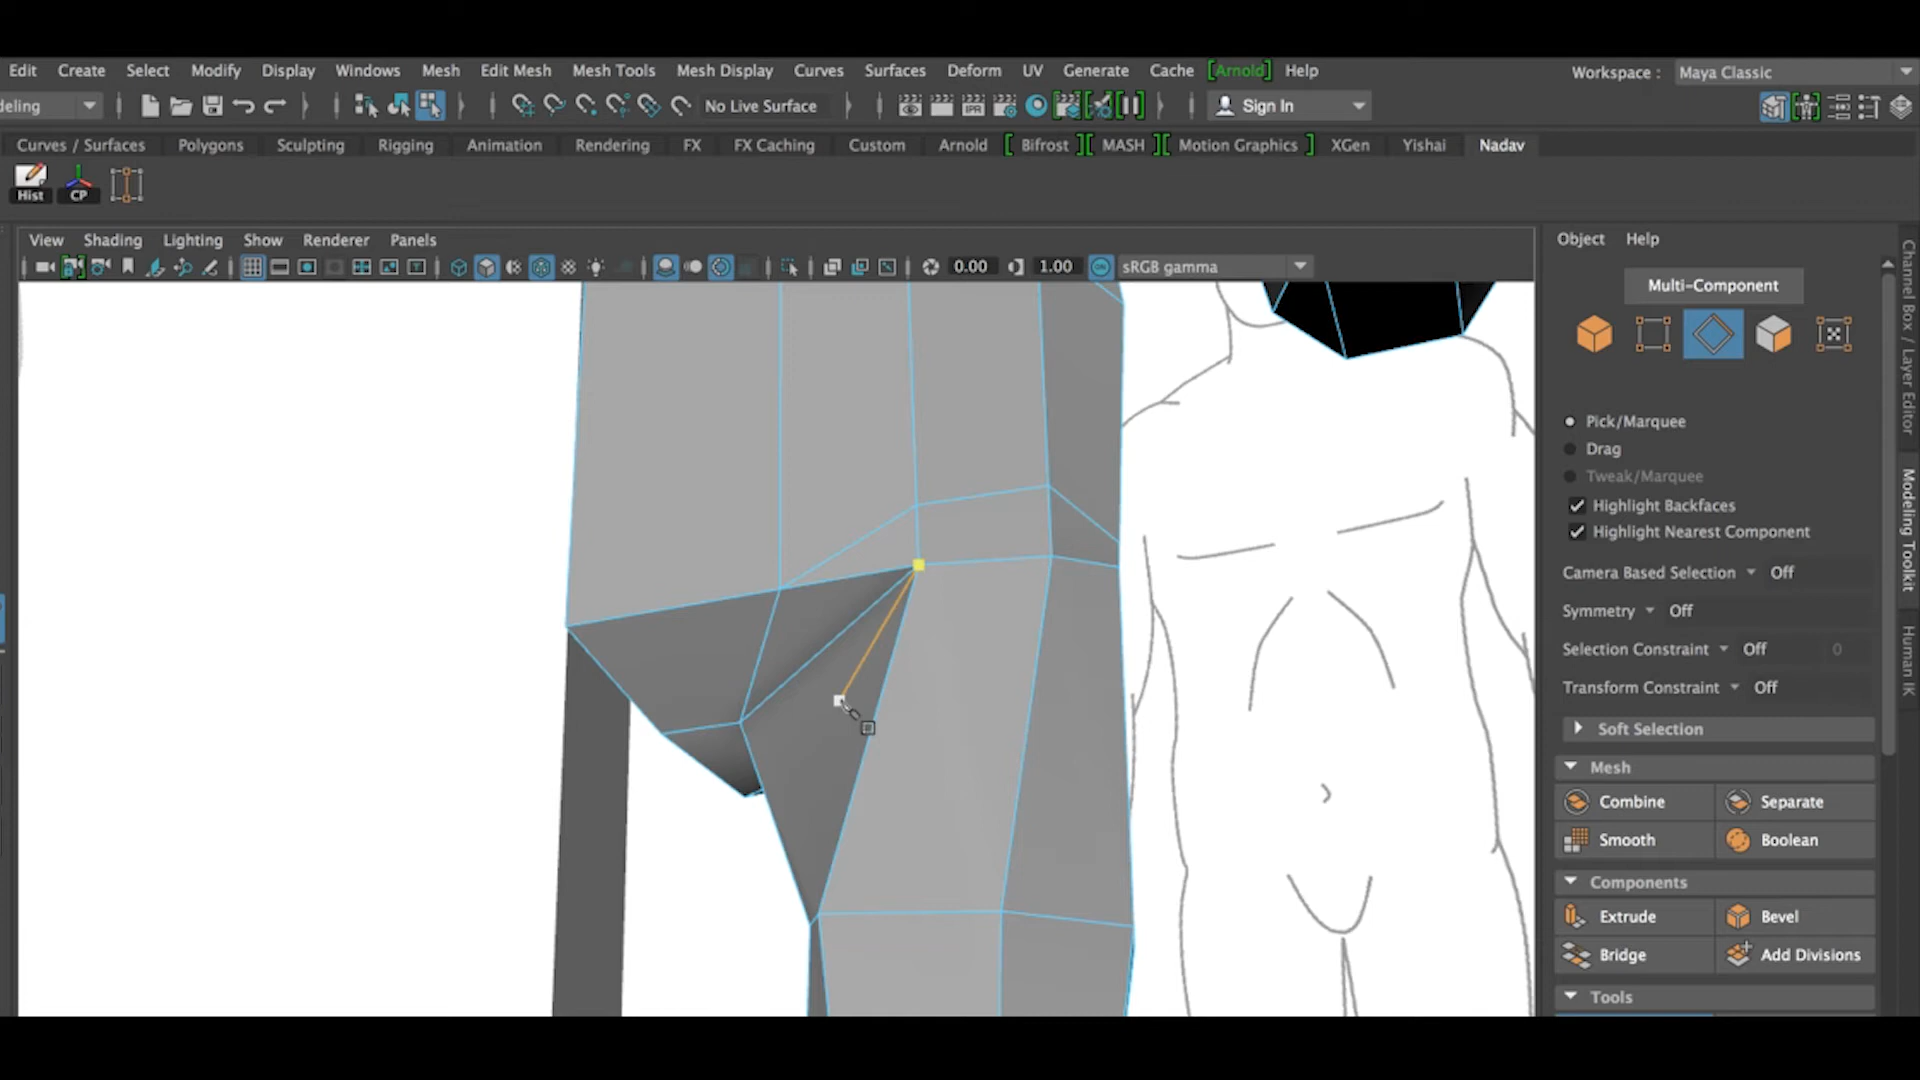 Edit Create Select Modify Display Windows Mesh Edit Mesh Mesh Tools Mesh Display Curves Surfaces Deform UV Generate Cache [Arnold] Help Workspace : Maya Classic
deling No Live Surface IPR Sign In
Curves / Surfaces Polygons Sculpting Rigging Animation Rendering FX FX Caching Custom Arnold [ Bifrost ] [ MASH ] [ Motion Graphics ] XGen Yishai Nadav
Hist CP
View Shading Lighting Show Renderer Panels
0.00 1.00 sRGB gamma
Object Help
Multi-Component
Pick/Marquee
Drag
Tweak/Marquee
Highlight Backfaces
Highlight Nearest Component
Camera Based Selection Off
Symmetry Off
Selection Constraint Off 0
Transform Constraint Off
Soft Selection
Mesh
Combine Separate
Smooth Boolean
Components
Extrude Bevel
Bridge Add Divisions
Tools
Channel Box / Layer Editor
Modeling Toolkit
Human IK